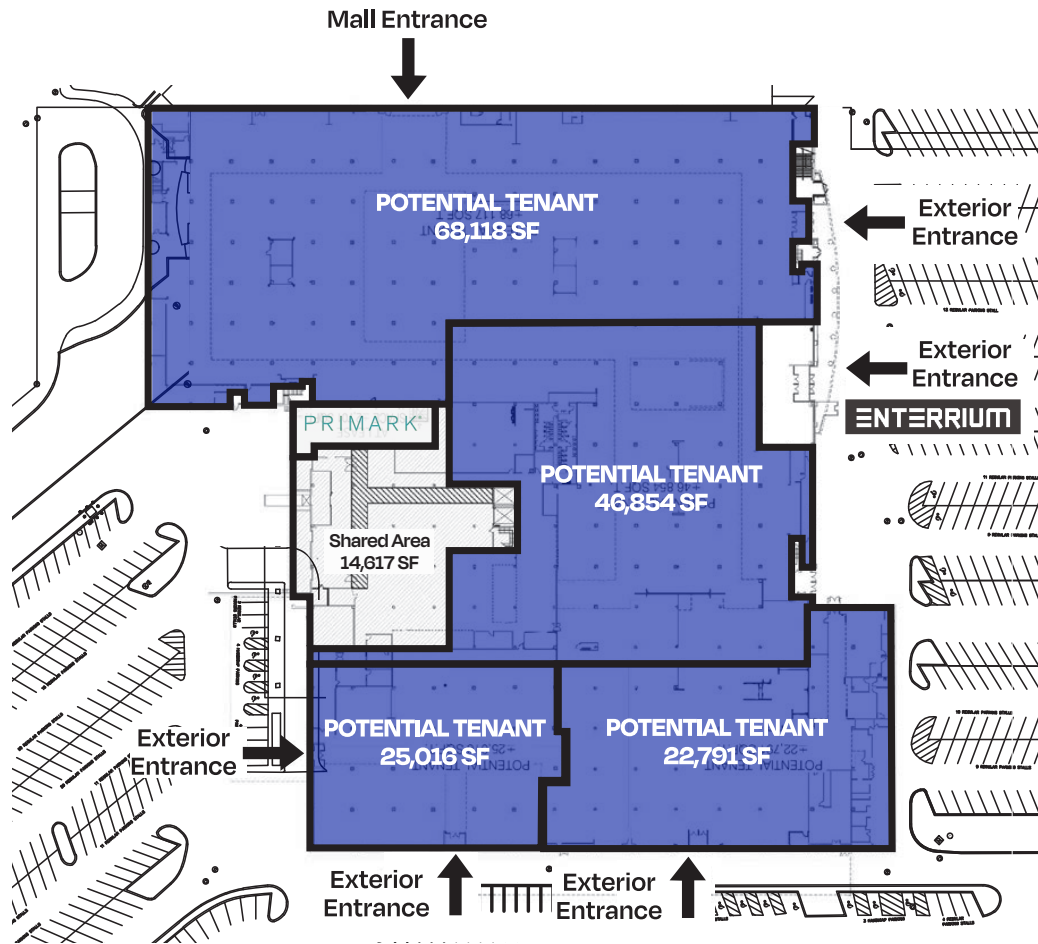 Mall Entrance
POTENTIAL TENANT
68,118 SF
Exterior
Entrance
Exterior
Entrance
ENTERRIUM
PRIMARK
POTENTIAL TENANT
46,854 SF
Shared Area
14,617 SF
POTENTIAL TENANT
25,016 SF
POTENTIAL TENANT
22,791 SF
Exterior
Entrance
Exterior
Entrance
Exterior
Entrance